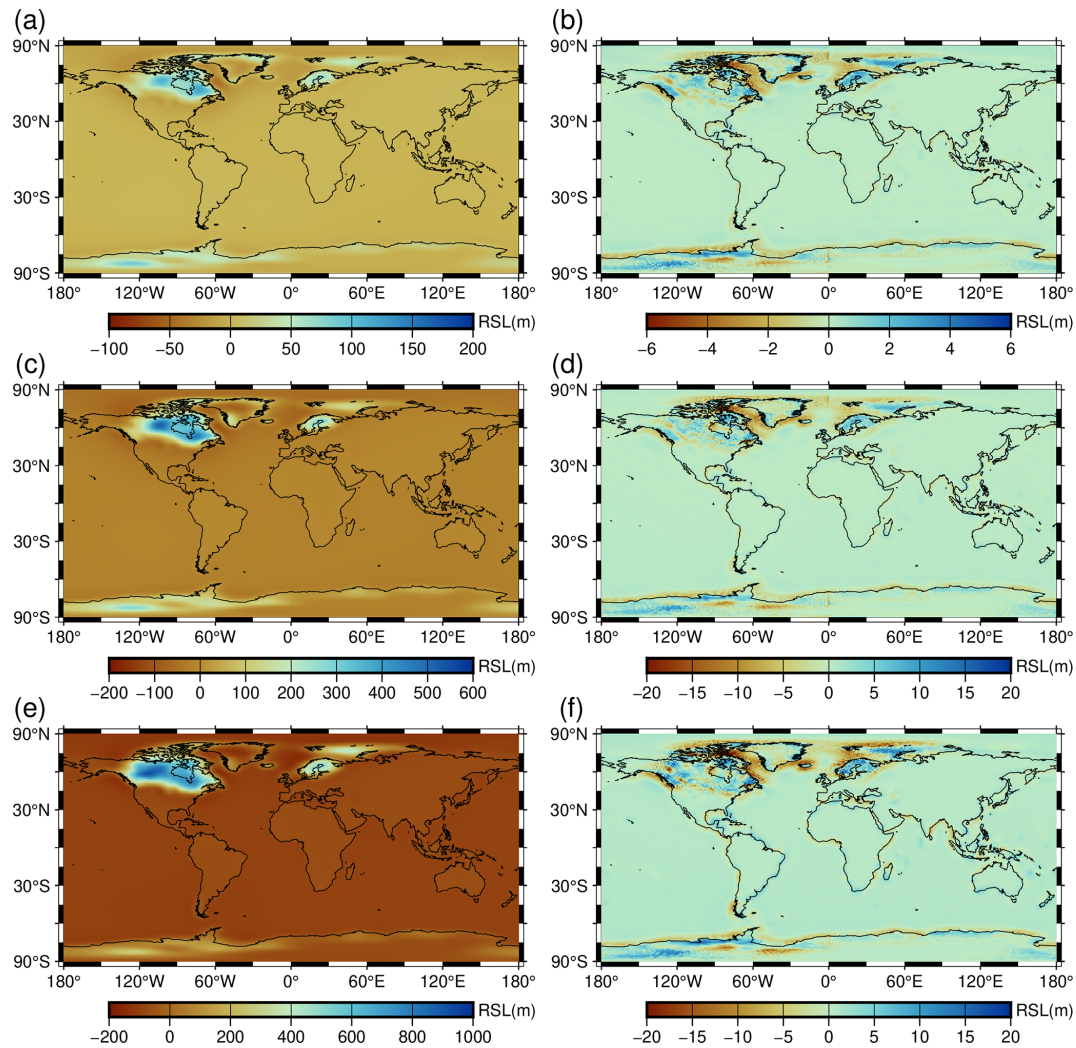 (a) (b)
90°N 90°N
30°N 30°N
30°S 30°S
90°S 90°S
180° 120°W 60°W 0° 60°E 120°E 180° 180° 120°W 60°W 0° 60°E 120°E 180°
RSL(m) RSL(m)
−100 −50 0 50 100 150 200 −6 −4 −2 0 2 4 6
(c) (d)
90°N 90°N
30°N 30°N
30°S 30°S
90°S 90°S
180° 120°W 60°W 0° 60°E 120°E 180° 180° 120°W 60°W 0° 60°E 120°E 180°
RSL(m) RSL(m)
−200 −100 0 100 200 300 400 500 600 −20 −15 −10 −5 0 5 10 15 20
(e) (f)
90°N 90°N
30°N 30°N
30°S 30°S
90°S 90°S
180° 120°W 60°W 0° 60°E 120°E 180° 180° 120°W 60°W 0° 60°E 120°E 180°
RSL(m) RSL(m)
−200 0 200 400 600 800 1000 −20 −15 −10 −5 0 5 10 15 20